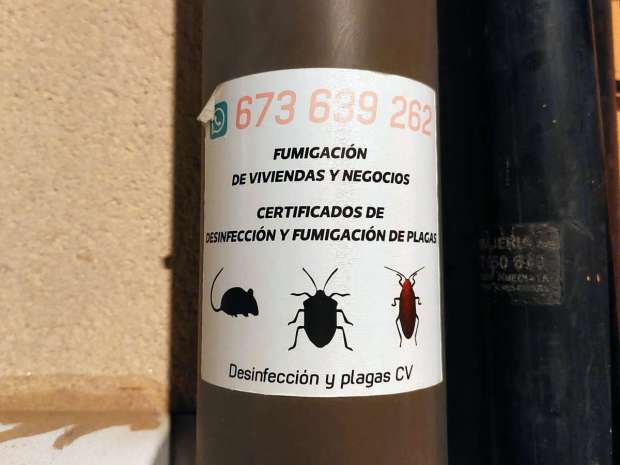 673 639 262
FUMIGACIÓN
DE VIVIENDAS Y NEGOCIOS
CERTIFICADOS DE
DESINFECCIÓN Y FUMIGACIÓN DE PLAGAS
Desinfección y plagas CV